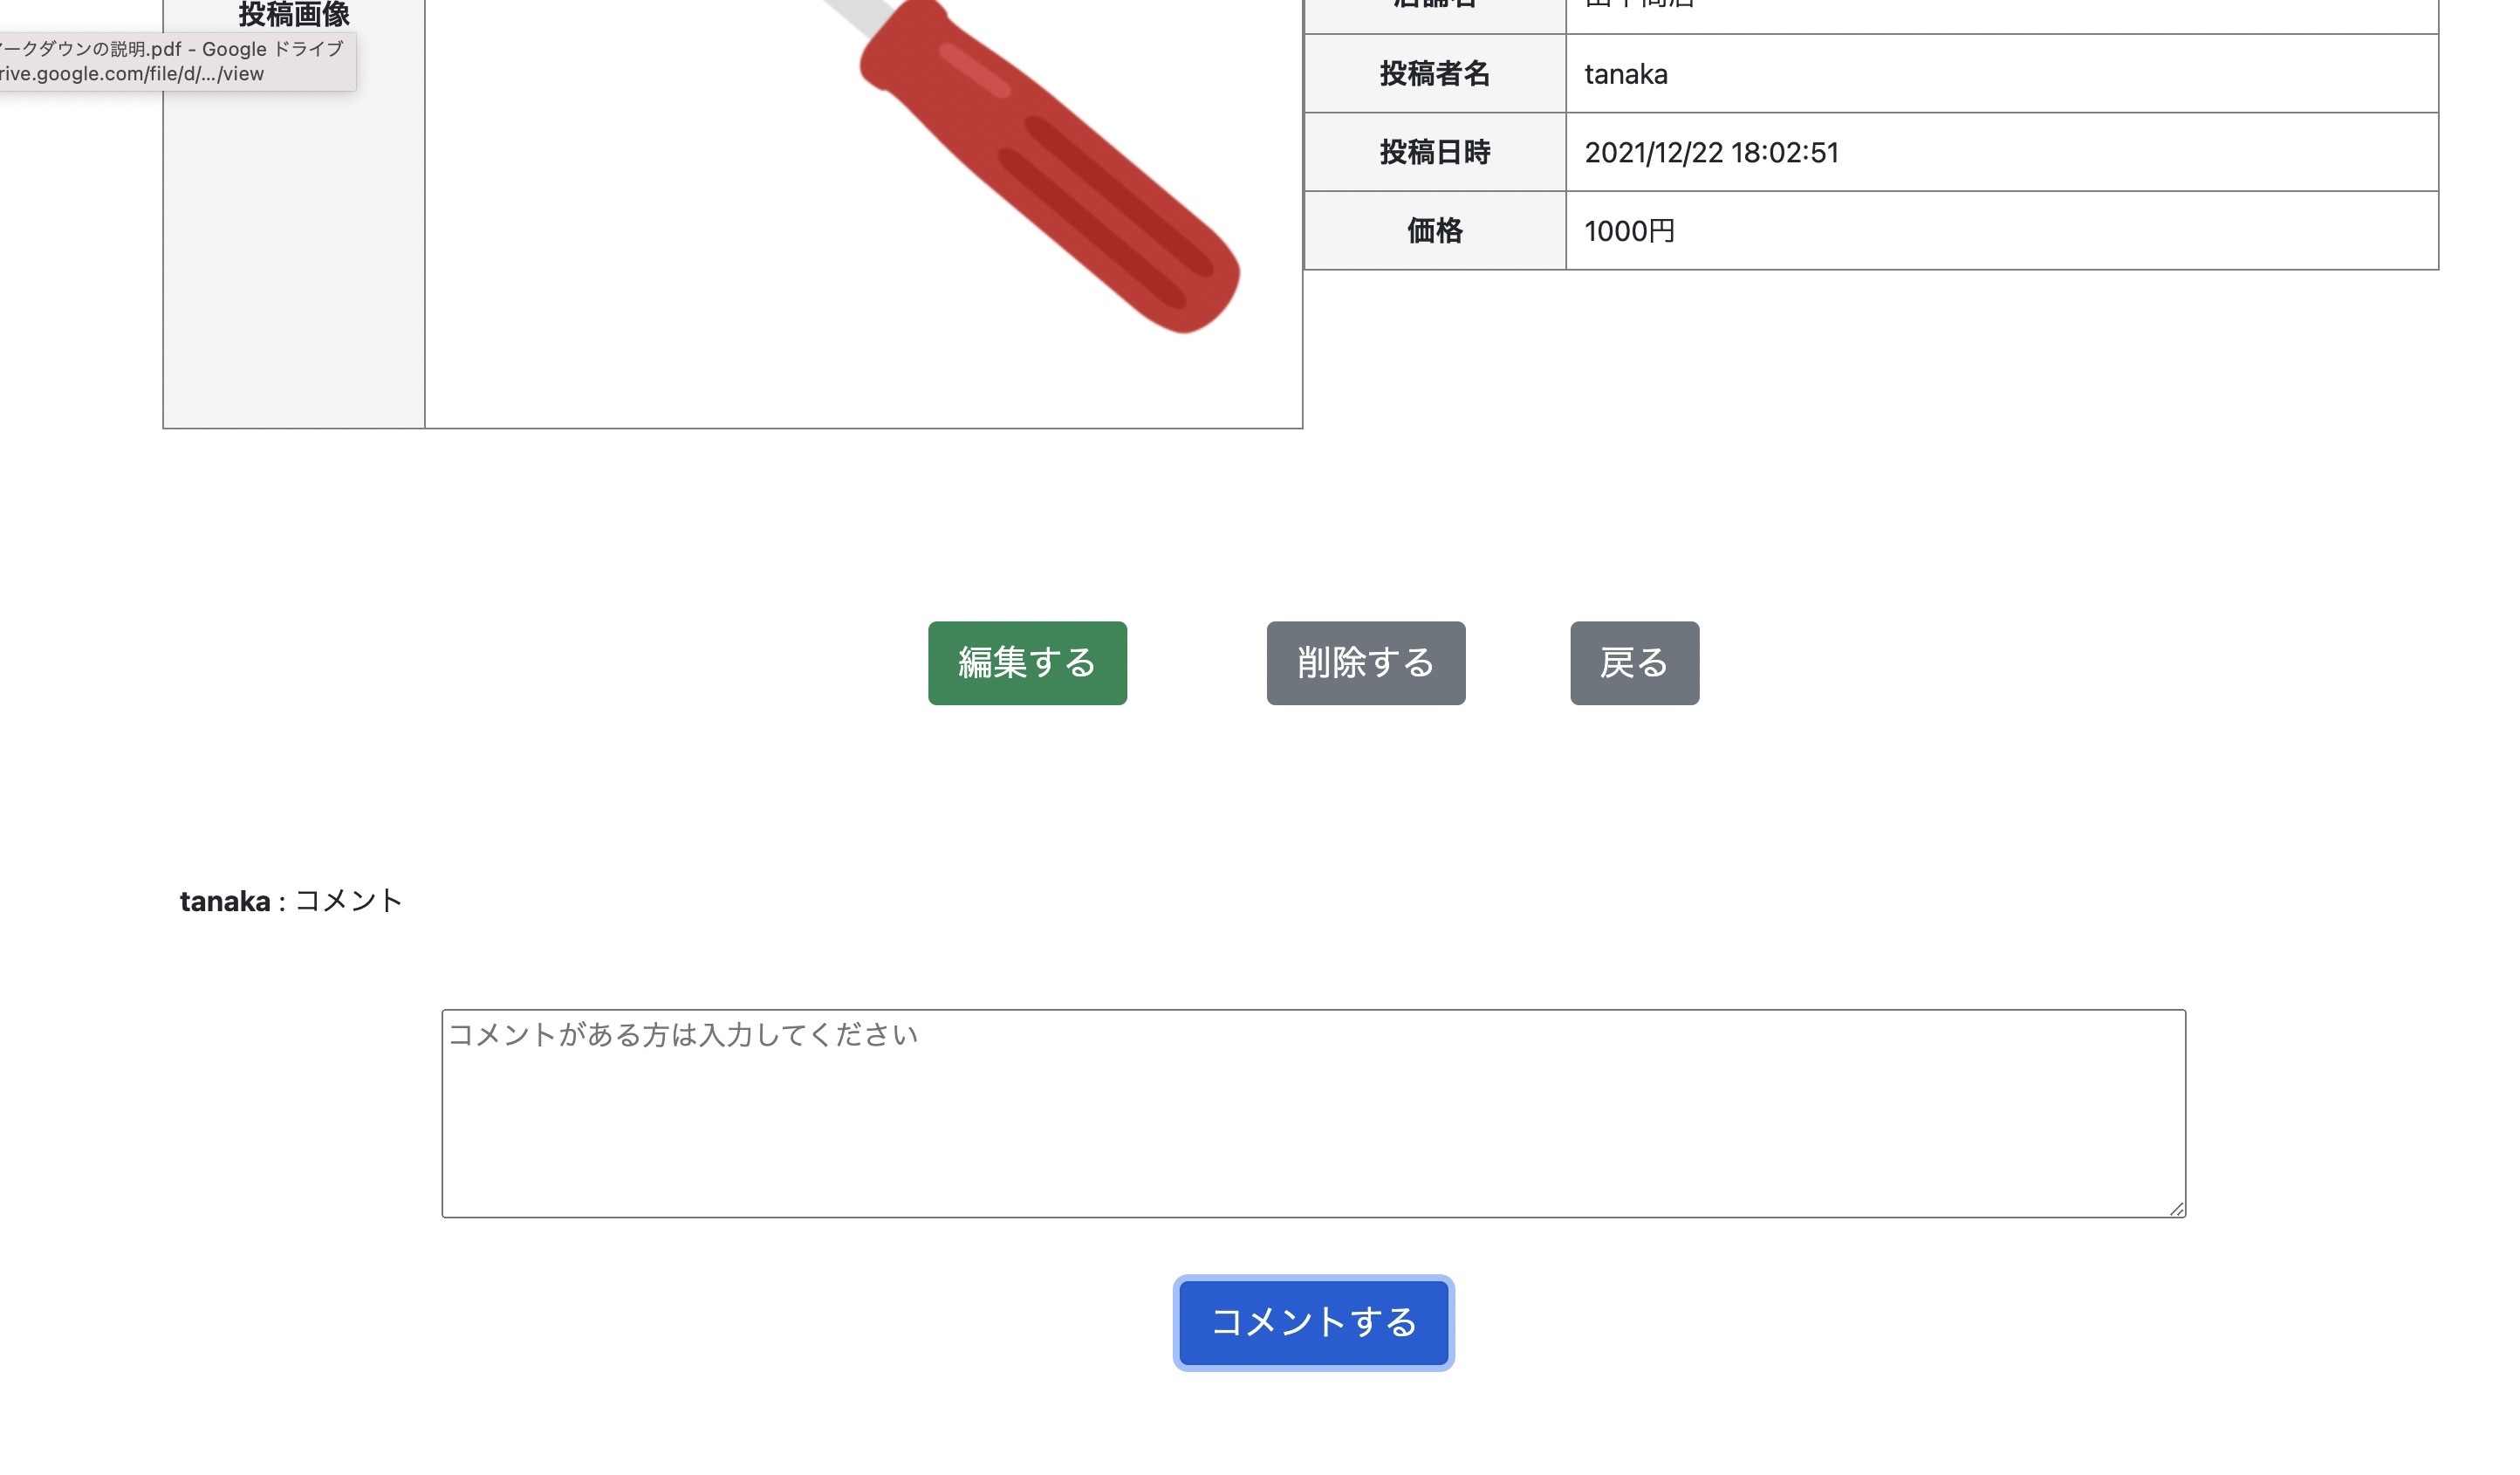 投稿画像
ークダウンの説明.pdf - Google ドライブ
rive.google.com/file/d/.../view
投稿者名
tanaka
投稿日時
2021/12/22 18:02:51
価格
1000円
編集する
削除する
戻る
tanaka : コメント
コメントがある方は入力してください
コメントする